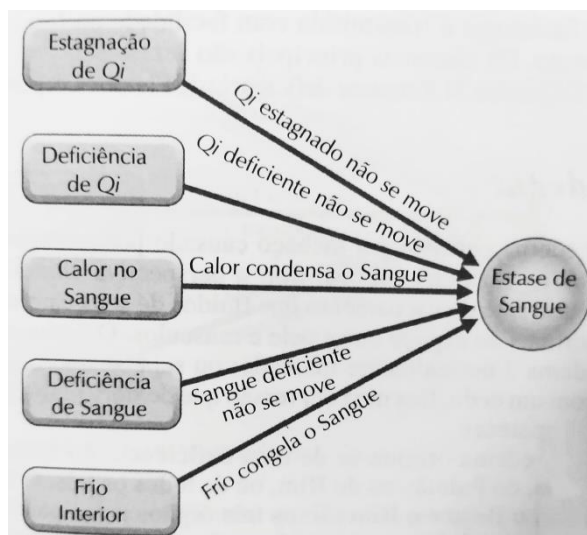 Estagnação
de Qi
Qi estagnado não se move
Deficiência
de Qi
Qi deficiente não se move
Calor no
Sangue
Calor condensa o Sangue
Estase de
Sangue
Deficiência
de Sangue
Sangue deficiente
não se move
Frio
Interior
Frio congela o Sangue